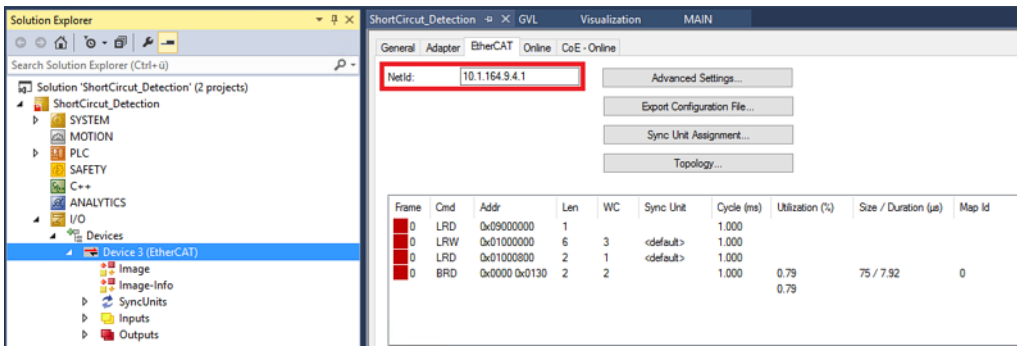 Solution Explorer
Search Solution Explorer (Ctrl+ü)
Solution 'ShortCircut_Detection' (2 projects)
ShortCircut_Detection
SYSTEM
MOTION
PLC
SAFETY
C++
ANALYTICS
I/O
Devices
Device 3 (EtherCAT)
Image
Image-Info
SyncUnits
Inputs
Outputs
ShortCircut_Detection GVL Visualization MAIN
General Adapter EtherCAT Online CoE - Online
NetId: 10.1.164.9.4.1
Advanced Settings...
Export Configuration File...
Sync Unit Assignment...
Topology...
Frame Cmd Addr Len WC Sync Unit Cycle (ms) Utilization (%) Size / Duration (µs) Map Id
0 LRD 0x09000000 1 1.000
0 LRW 0x01000000 6 3 <default> 1.000
0 LRD 0x01000800 2 1 <default> 1.000
0 BRD 0x0000 0x0130 2 2 1.000 0.79 75 / 7.92 0
0.79